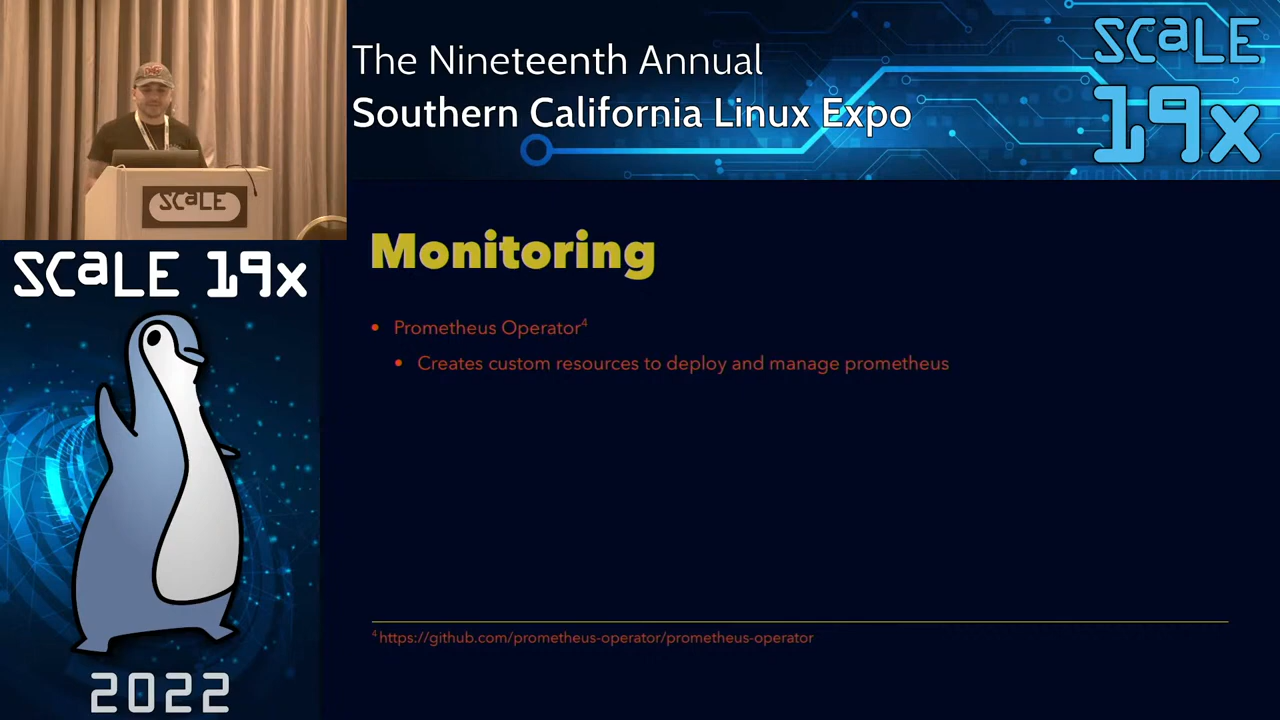 The Nineteenth Annual
Southern California Linux Expo
SCaLE
19x
SCaLE
SCaLE 19x
2022
Monitoring
• Prometheus Operator⁴
• Creates custom resources to deploy and manage prometheus
⁴ https://github.com/prometheus-operator/prometheus-operator